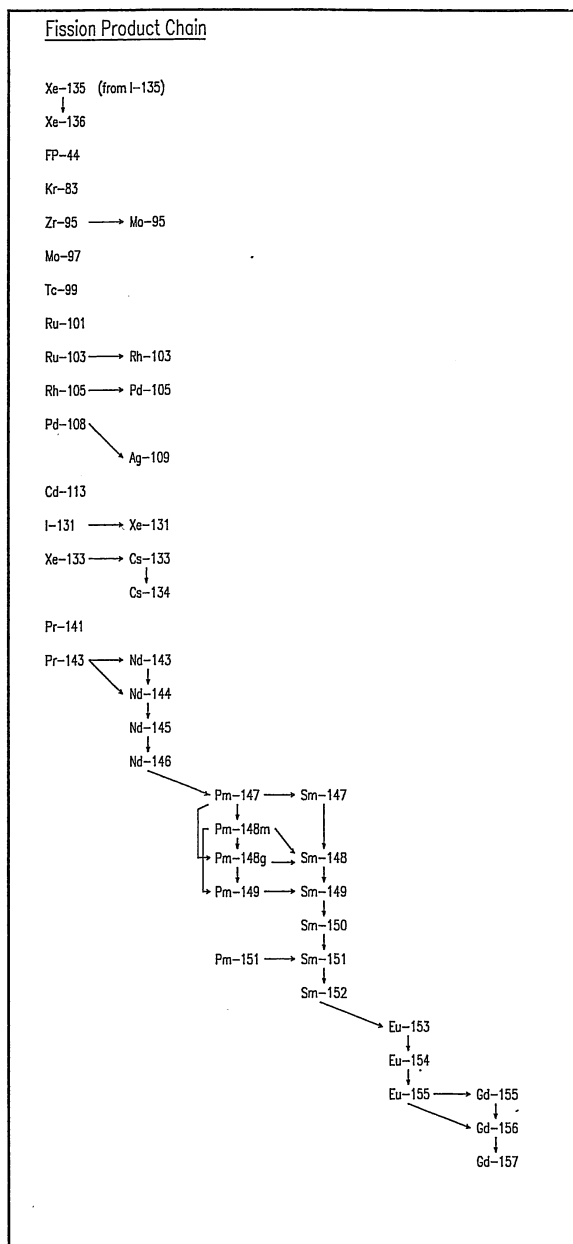 Fission Product Chain
Xe-135 (from I-135)
Xe-136
FP-44
Kr-83
Zr-95 Mo-95
Mo-97
Tc-99
Ru-101
Ru-103 Rh-103
Rh-105 Pd-105
Pd-108
Ag-109
Cd-113
I-131 Xe-131
Xe-133 Cs-133
Cs-134
Pr-141
Pr-143 Nd-143
Nd-144
Nd-145
Nd-146
Pm-147 Sm-147
Pm-148m
Pm-148g Sm-148
Pm-149 Sm-149
Sm-150
Pm-151 Sm-151
Sm-152
Eu-153
Eu-154
Eu-155 Gd-155
Gd-156
Gd-157